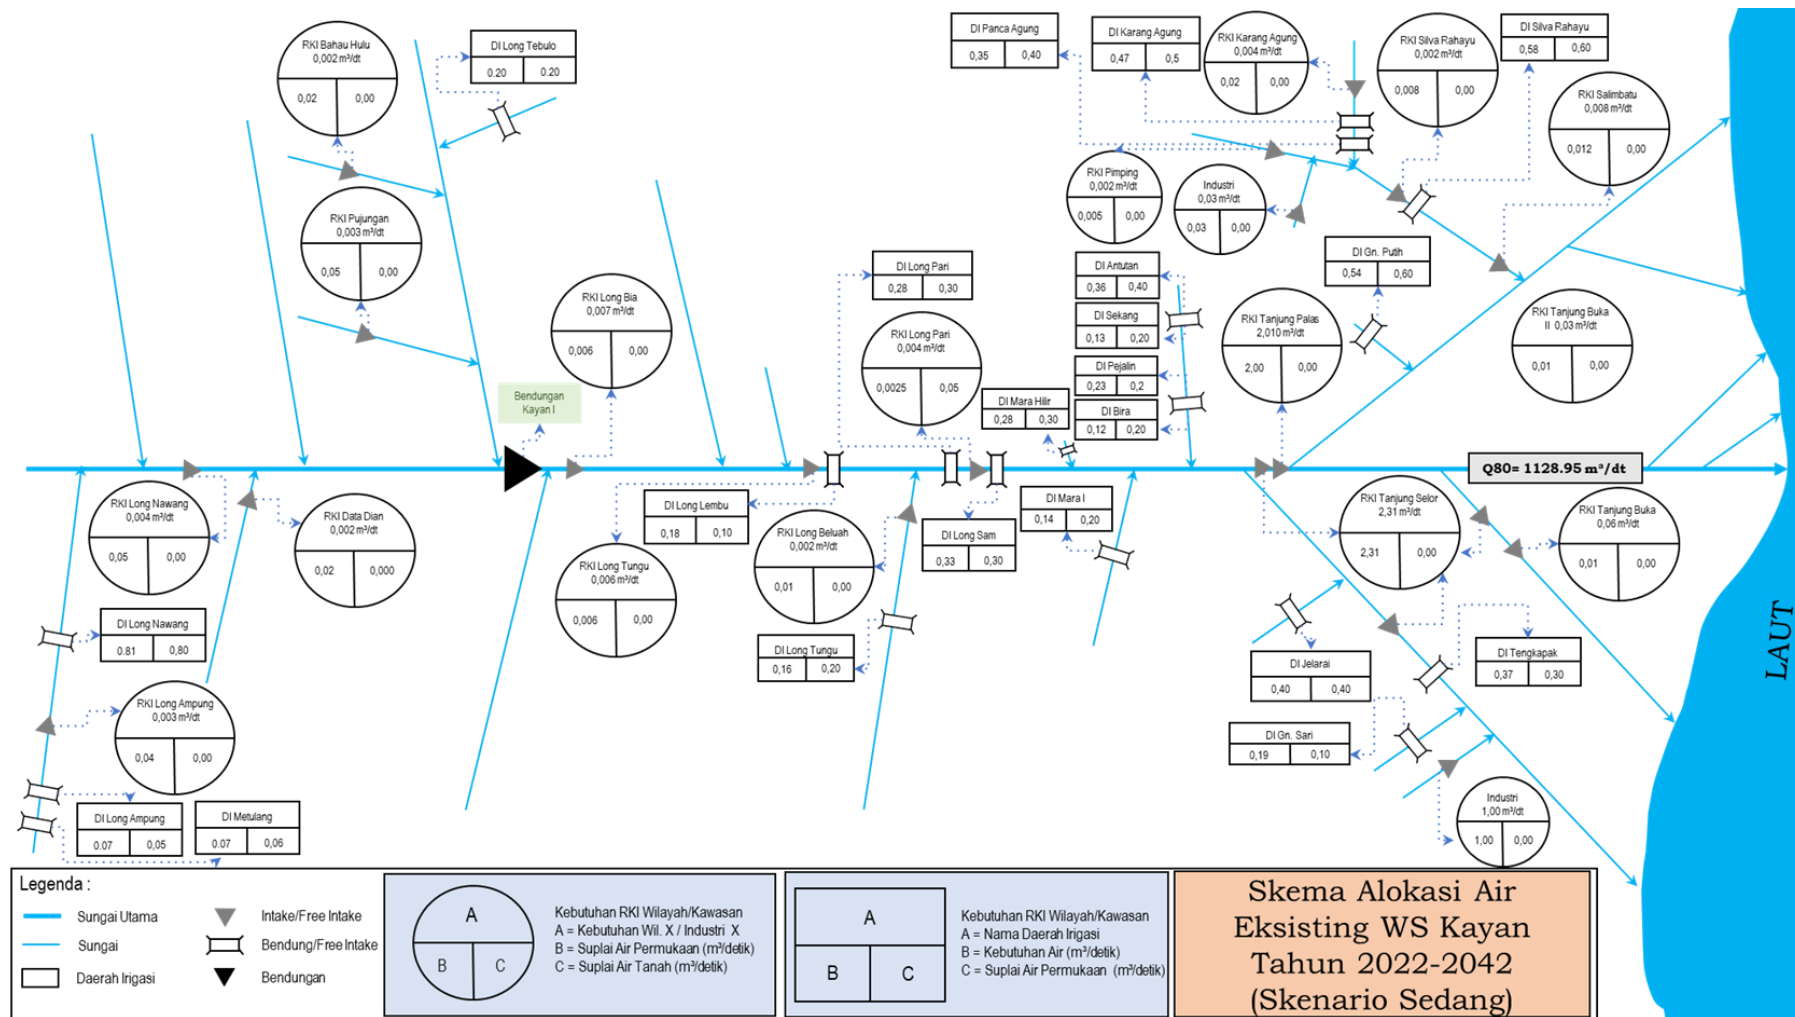 RKI Bahau Hulu
0,002 m³/dt
0,02
0,00
DI Long Tebulo
0.20
0.20
DI Panca Agung
0,35
0,40
DI Karang Agung
0,47
0,5
RKI Karang Agung
0,004 m³/dt
0,02
0,00
RKI Silva Rahayu
0,002 m³/dt
0,008
0,00
DI Silva Rahayu
0,58
0,60
RKI Salimbatu
0,008 m³/dt
0,012
0,00
RKI Pujungan
0,003 m³/dt
0,05
0,00
RKI Pimping
0,002 m³/dt
0,005
0,00
Industri
0,03 m³/dt
0,03
0,00
DI Gn. Putih
0,54
0,60
RKI Long Bia
0,007 m³/dt
0,006
0,00
DI Long Pari
0,28
0,30
DI Antutan
0,36
0,40
DI Sekang
0,13
0,20
DI Pejalin
0,23
0,2
DI Bira
0,12
0,20
RKI Long Pari
0,004 m³/dt
0,0025
0,05
DI Mara Hilir
0,28
0,30
RKI Tanjung Palas
2,010 m³/dt
2,00
0,00
RKI Tanjung Buka
II 0,03 m³/dt
0,01
0,00
Bendungan
Kayan I
Q80= 1128.95 m³/dt
RKI Long Nawang
0,004 m³/dt
0,05
0,00
RKI Data Dian
0,002 m³/dt
0,02
0,000
DI Long Lembu
0,18
0,10
RKI Long Tungu
0,006 m³/dt
0,006
0,00
RKI Long Beluah
0,002 m³/dt
0,01
0,00
DI Long Sam
0,33
0,30
DI Mara I
0,14
0,20
RKI Tanjung Selor
2,31 m³/dt
2,31
0,00
RKI Tanjung Buka
0,06 m³/dt
0,01
0,00
DI Long Nawang
0.81
0,80
DI Long Tungu
0,16
0,20
DI Jelarai
0,40
0,40
DI Tengkapak
0,37
0,30
LAUT
RKI Long Ampung
0,003 m³/dt
0,04
0,00
DI Gn. Sari
0,19
0,10
DI Long Ampung
0.07
0,05
DI Metulang
0.07
0,06
Industri
1,00 m³/dt
1,00
0,00
Legenda :
Sungai Utama
Sungai
Daerah Irigasi
Intake/Free Intake
Bendung/Free Intake
Bendungan
A
B
C
Kebutuhan RKI Wilayah/Kawasan
A = Kebutuhan Wil. X / Industri X
B = Suplai Air Permukaan (m³/detik)
C = Suplai Air Tanah (m³/detik)
A
B
C
Kebutuhan RKI Wilayah/Kawasan
A = Nama Daerah Irigasi
B = Kebutuhan Air (m³/detik)
C = Suplai Air Permukaan (m³/detik)
Skema Alokasi Air
Eksisting WS Kayan
Tahun 2022-2042
(Skenario Sedang)